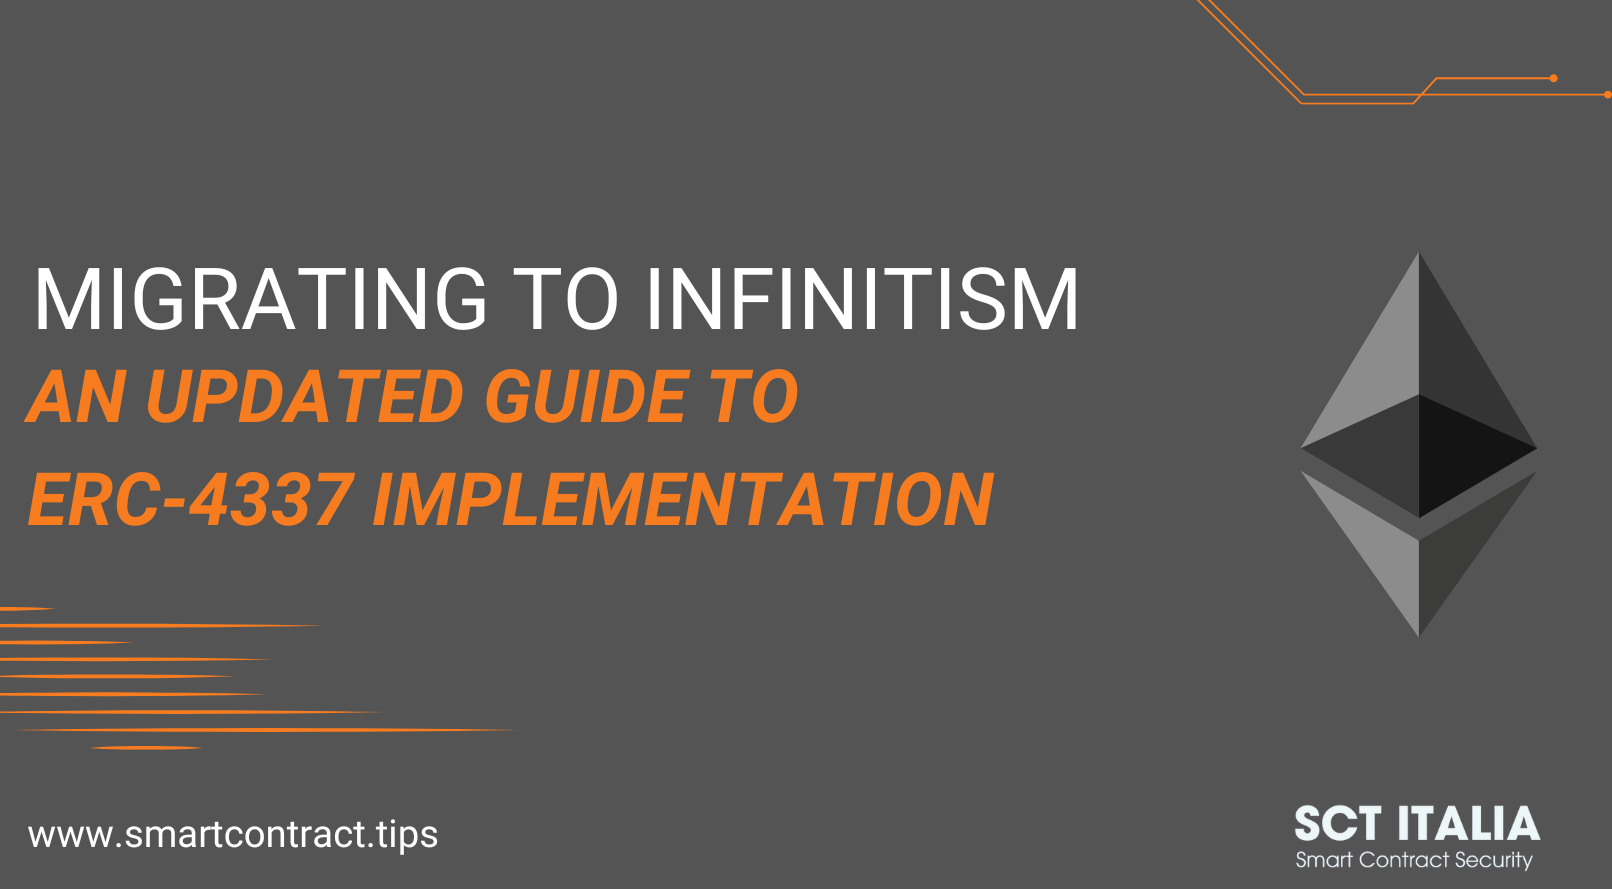 MIGRATING TO INFINITISM
AN UPDATED GUIDE TO
ERC-4337 IMPLEMENTATION
www.smartcontract.tips
SCT ITALIA
Smart Contract Security